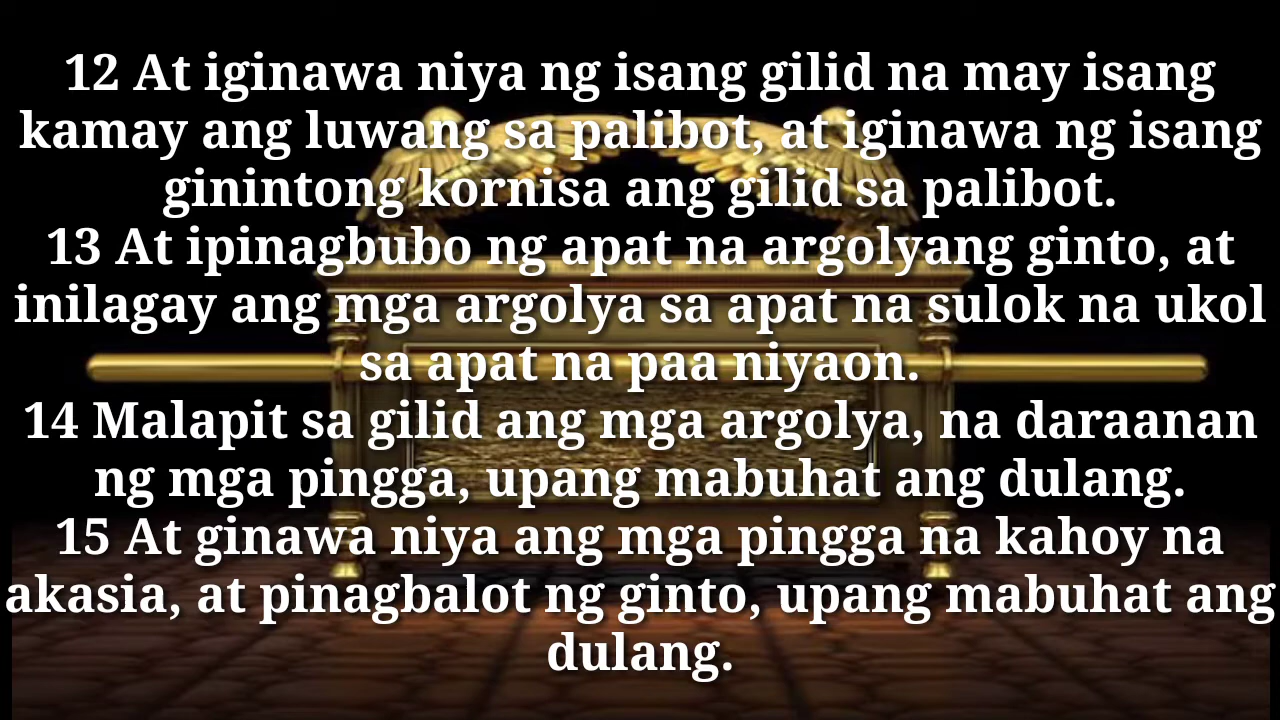 12 At iginawa niya ng isang gilid na may isang
kamay ang luwang sa palibot, at iginawa ng isang
ginintong kornisa ang gilid sa palibot.
13 At ipinagbubo ng apat na argolyang ginto, at
inilagay ang mga argolya sa apat na sulok na ukol
sa apat na paa niyaon.
14 Malapit sa gilid ang mga argolya, na daraanan
ng mga pingga, upang mabuhat ang dulang.
15 At ginawa niya ang mga pingga na kahoy na
akasia, at pinagbalot ng ginto, upang mabuhat ang
dulang.